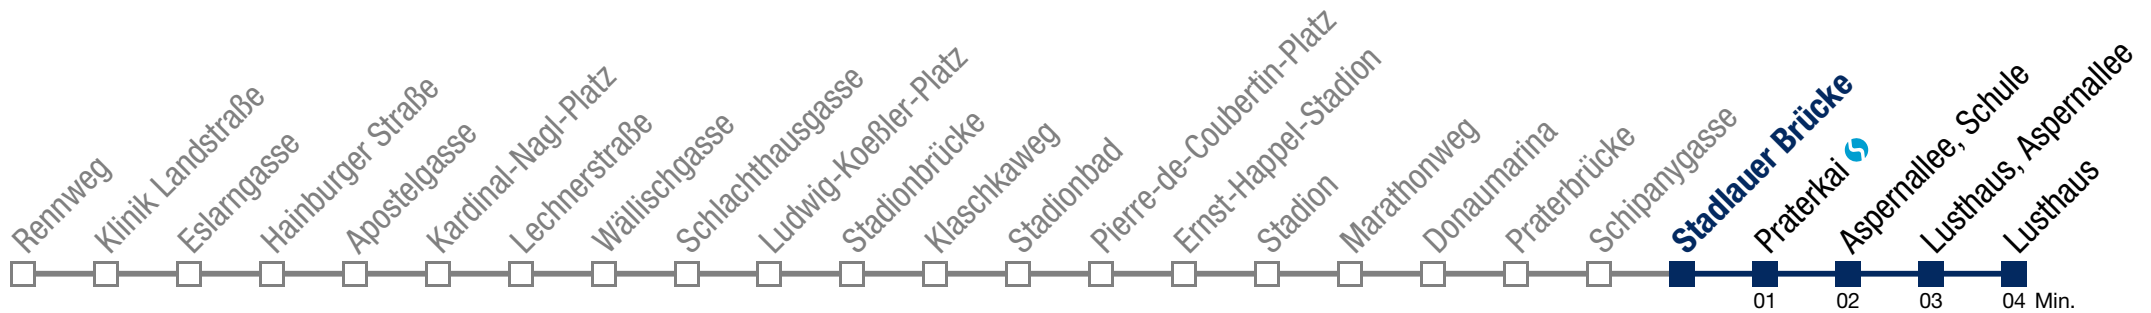 Rennweg
Klinik Landstraße
Eslarngasse
Hainburger Straße
Apostelgasse
Kardinal-Nagl-Platz
Lechnerstraße
Wällischgasse
Schlachthausgasse
Ludwig-Koeßler-Platz
Stadionbrücke
Klaschkaweg
Stadionbad
Pierre-de-Coubertin-Platz
Ernst-Happel-Stadion
Stadion
Marathonweg
Donaumarina
Praterbrücke
Schipanygasse
Stadlauer Brücke
Praterkai
Aspernallee, Schule
Lusthaus, Aspernallee
Lusthaus
01 02 03 04 Min.